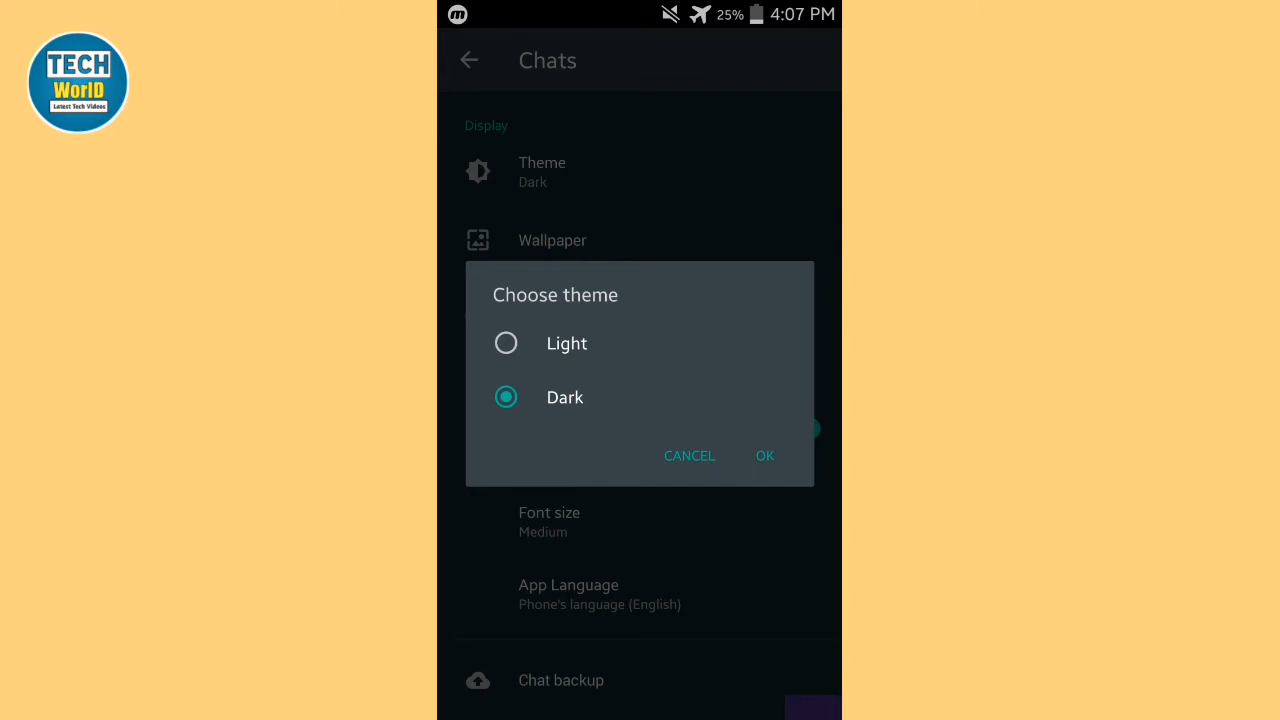 TECH
WorlD
Latest Tech Videos
m
25% 4:07 PM
Chats
Display
Theme
Dark
Wallpaper
Choose theme
Light
Dark
CANCEL OK
Font size
Medium
App Language
Phone's language (English)
Chat backup